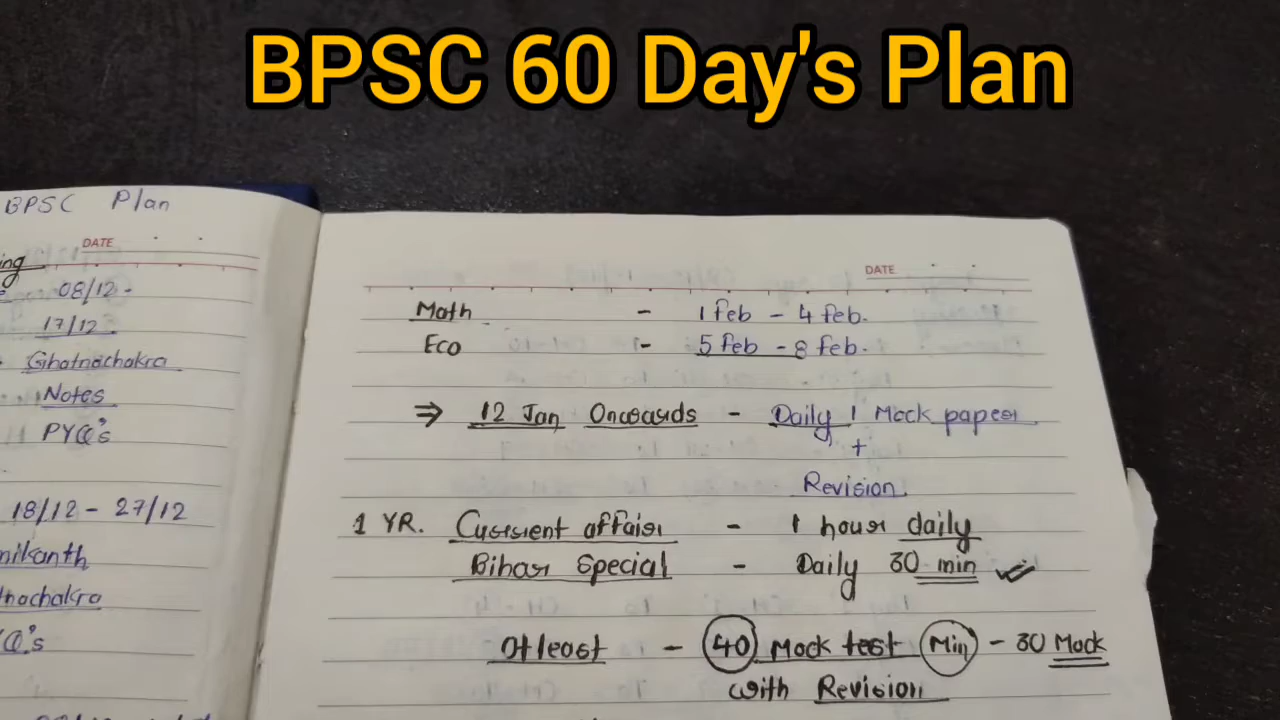 BPSC 60 Day's Plan
BPSC Plan
DATE
08/12
17/12
Ghatnachakra
Notes
PYQ's
18/12 - 27/12
DATE
Math - 1 Feb - 4 feb.
Eco - 5 feb - 8 feb.
⇒ 12 Jan Onwards - Daily 1 Mock paper
+
Revision
1 YR. Current affair - 1 hour daily
Bihar Special - Daily 30 min ✓
Atleast - 40 Mock test Min - 30 Mock
with Revision